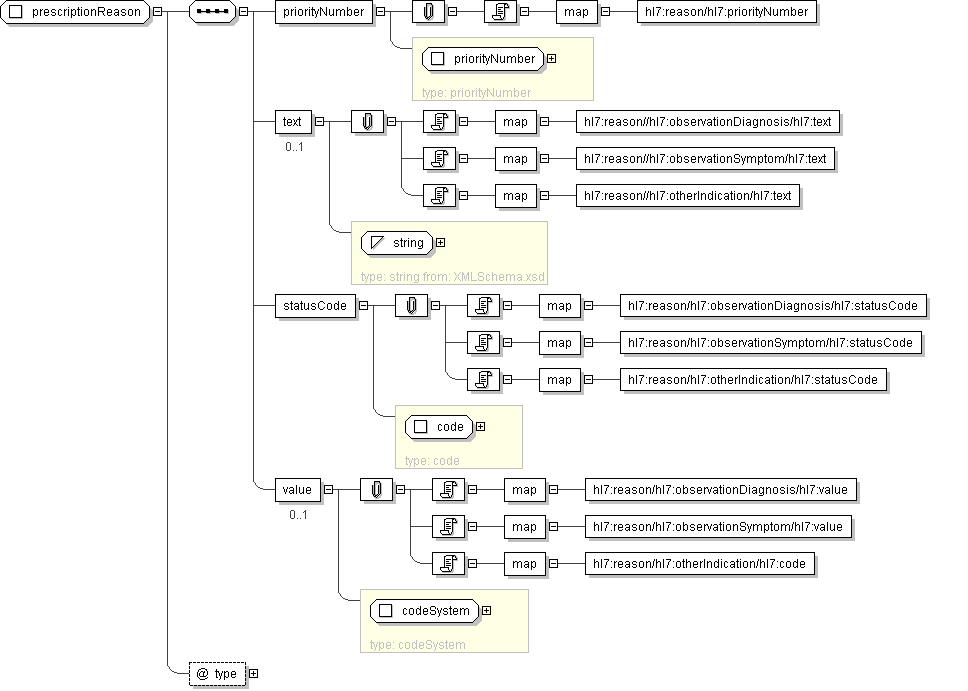 prescriptionReason
priorityNumber
map
hl7:reason/hl7:priorityNumber
priorityNumber
type: priorityNumber
text
0..1
map
hl7:reason//hl7:observationDiagnosis/hl7:text
map
hl7:reason//hl7:observationSymptom/hl7:text
map
hl7:reason//hl7:otherIndication/hl7:text
string
type: string from: XMLSchema.xsd
statusCode
map
hl7:reason/hl7:observationDiagnosis/hl7:statusCode
map
hl7:reason/hl7:observationSymptom/hl7:statusCode
map
hl7:reason/hl7:otherIndication/hl7:statusCode
code
type: code
value
0..1
map
hl7:reason/hl7:observationDiagnosis/hl7:value
map
hl7:reason/hl7:observationSymptom/hl7:value
map
hl7:reason/hl7:otherIndication/hl7:code
codeSystem
type: codeSystem
@ type